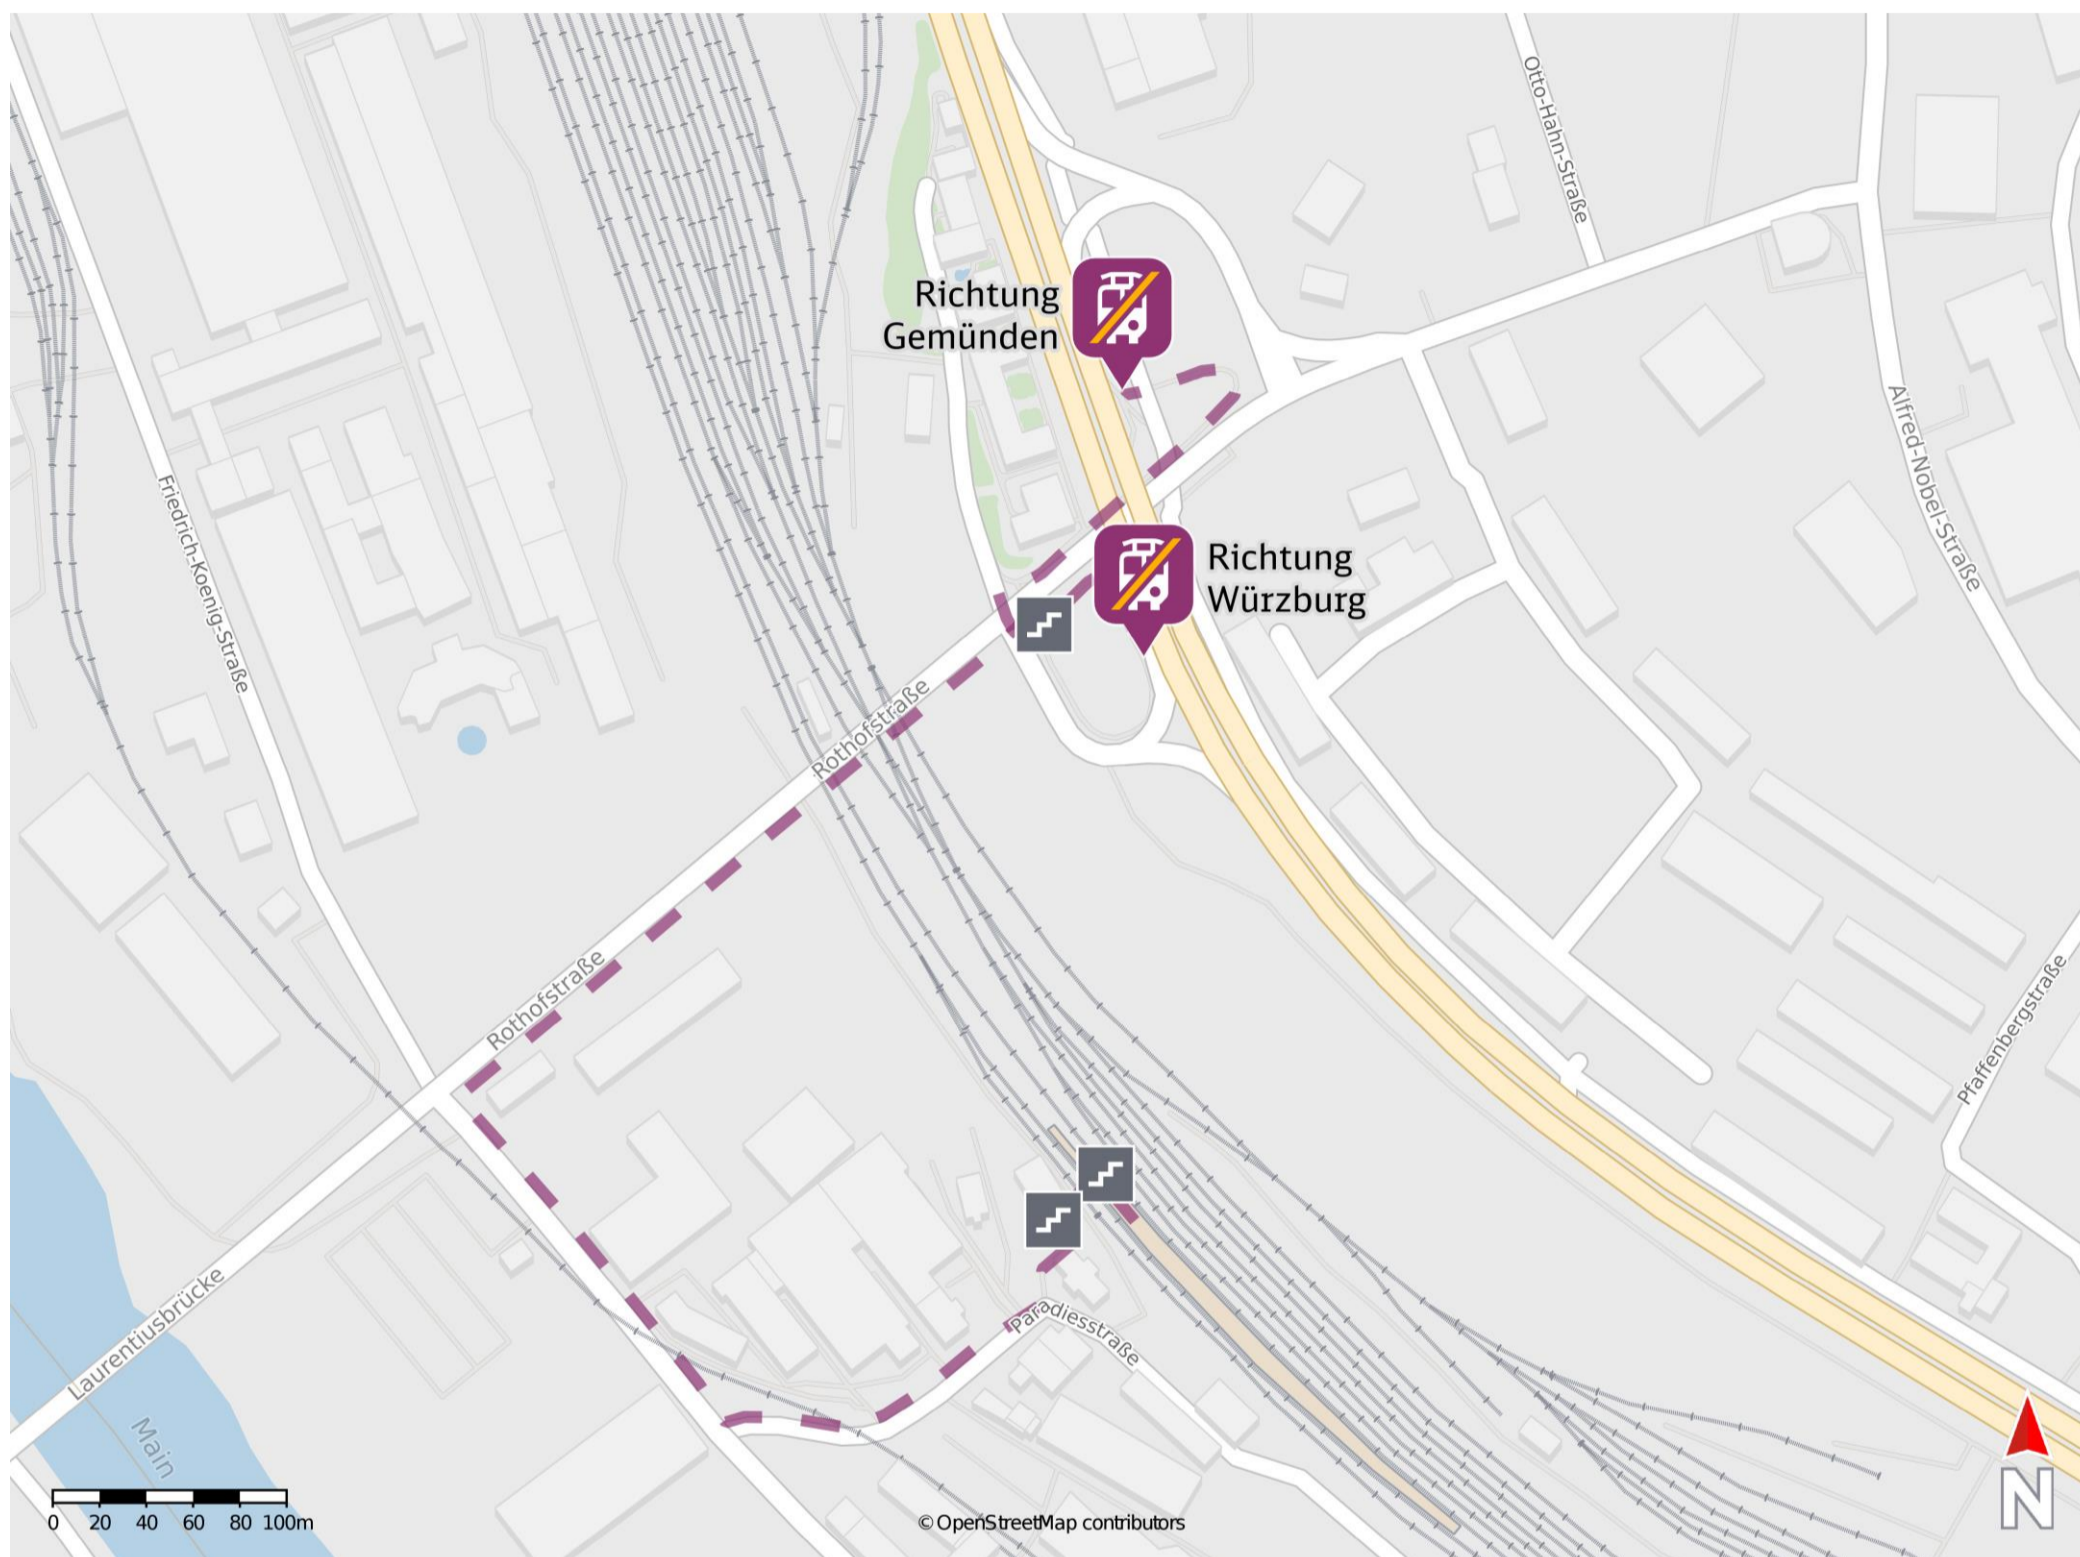 Otto-Hahn-Straße
Richtung
Gemünden
Alfred-Nobel-Straße
Friedrich-Koenig-Straße
Richtung
Würzburg
Rothofstraße
Rothofstraße
Pfaffenbergstraße
Laurentiusbrücke
Paradiesstraße
Main
0 20 40 60 80 100m
© OpenStreetMap contributors
N